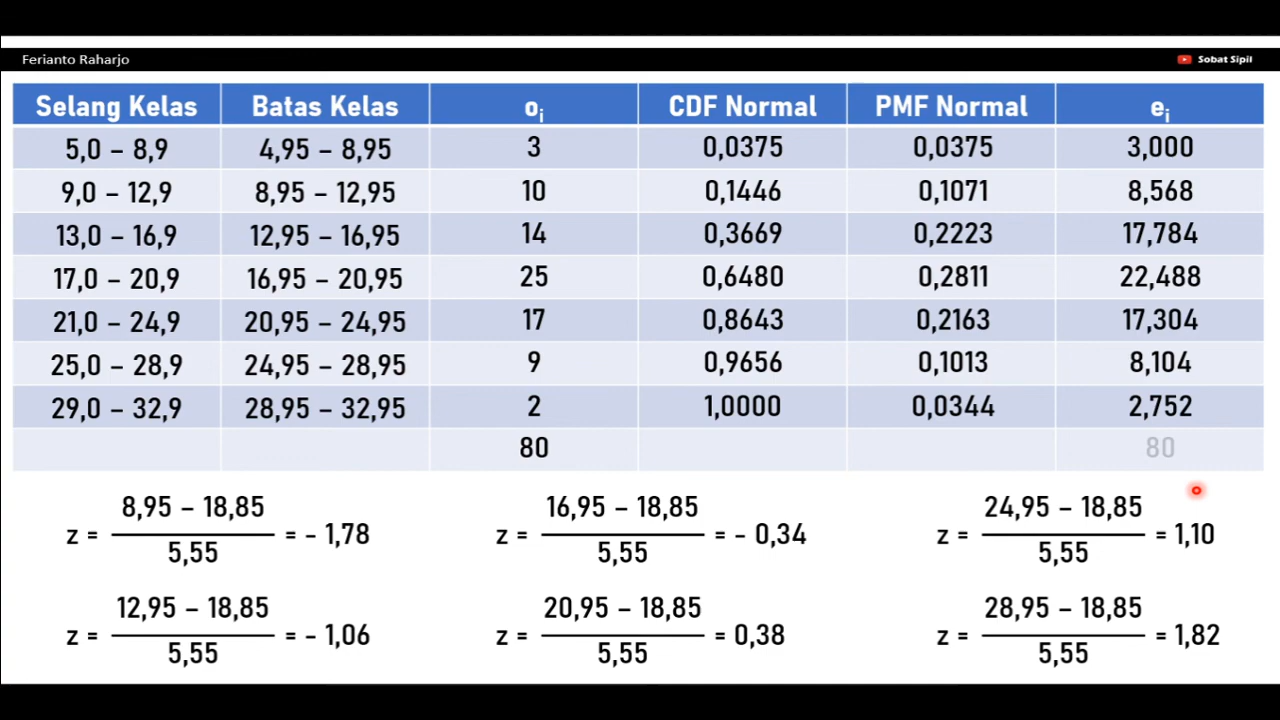 Ferianto Raharjo
Sobat Sipil
Selang Kelas Batas Kelas oi CDF Normal PMF Normal ei
5,0 – 8,9 4,95 – 8,95 3 0,0375 0,0375 3,000
9,0 – 12,9 8,95 – 12,95 10 0,1446 0,1071 8,568
13,0 – 16,9 12,95 – 16,95 14 0,3669 0,2223 17,784
17,0 – 20,9 16,95 – 20,95 25 0,6480 0,2811 22,488
21,0 – 24,9 20,95 – 24,95 17 0,8643 0,2163 17,304
25,0 – 28,9 24,95 – 28,95 9 0,9656 0,1013 8,104
29,0 – 32,9 28,95 – 32,95 2 1,0000 0,0344 2,752
80 80
8,95 – 18,85 16,95 – 18,85 24,95 – 18,85
z = = - 1,78 z = = - 0,34 z = = 1,10
5,55 5,55 5,55
12,95 – 18,85 20,95 – 18,85 28,95 – 18,85
z = = - 1,06 z = = 0,38 z = = 1,82
5,55 5,55 5,55